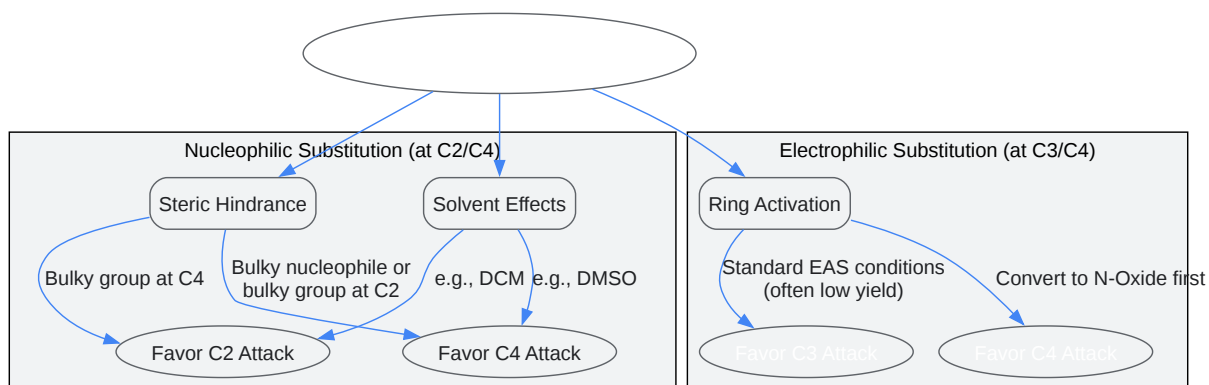 Nucleophilic Substitution (at C2/C4)
Electrophilic Substitution (at C3/C4)
Steric Hindrance
Solvent Effects
Ring Activation
Bulky group at C4
Bulky nucleophile or
bulky group at C2
e.g., DCM
e.g., DMSO
Standard EAS conditions
(often low yield)
Convert to N-Oxide first
Favor C2 Attack
Favor C4 Attack
Favor C3 Attack
Favor C4 Attack